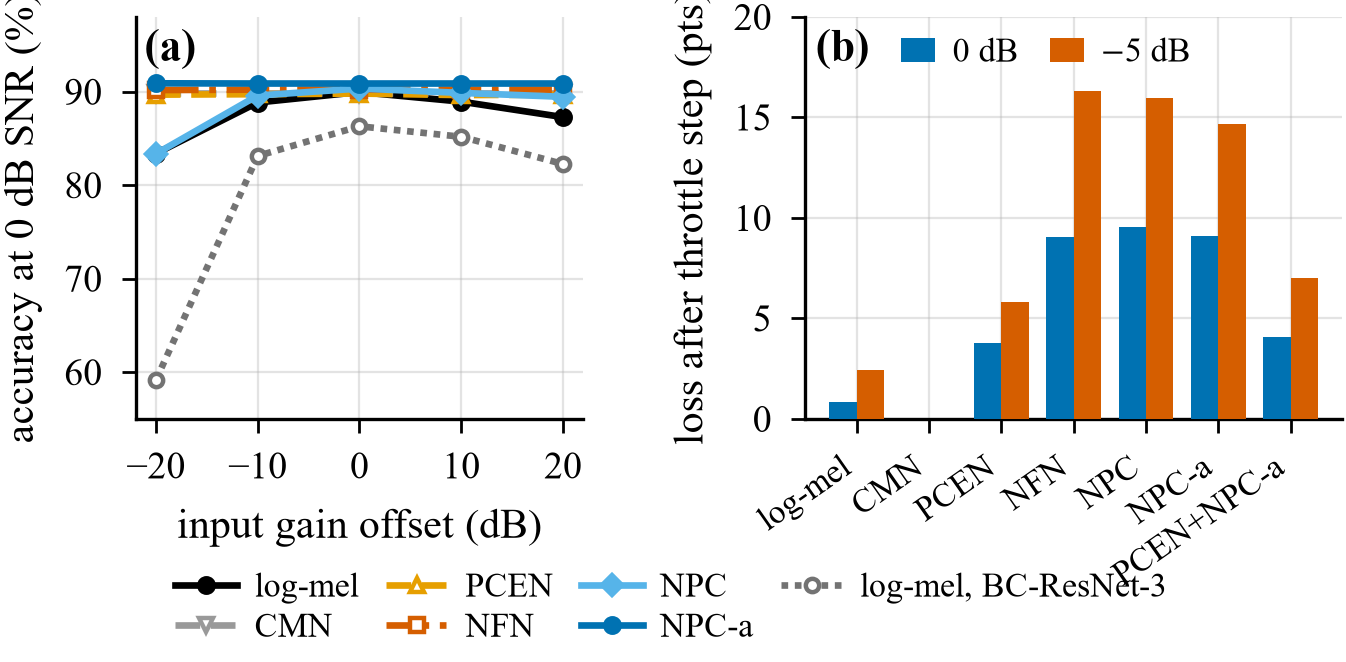 accuracy at 0 dB SNR (%)
(a)
90
80
70
60
−20 −10 0 10 20
input gain offset (dB)
loss after throttle step (pts)
(b) 0 dB −5 dB
20
15
10
5
0
log-mel
CMN
PCEN
NFN
NPC
NPC-a
PCEN+NPC-a
log-mel PCEN NPC log-mel, BC-ResNet-3
CMN NFN NPC-a